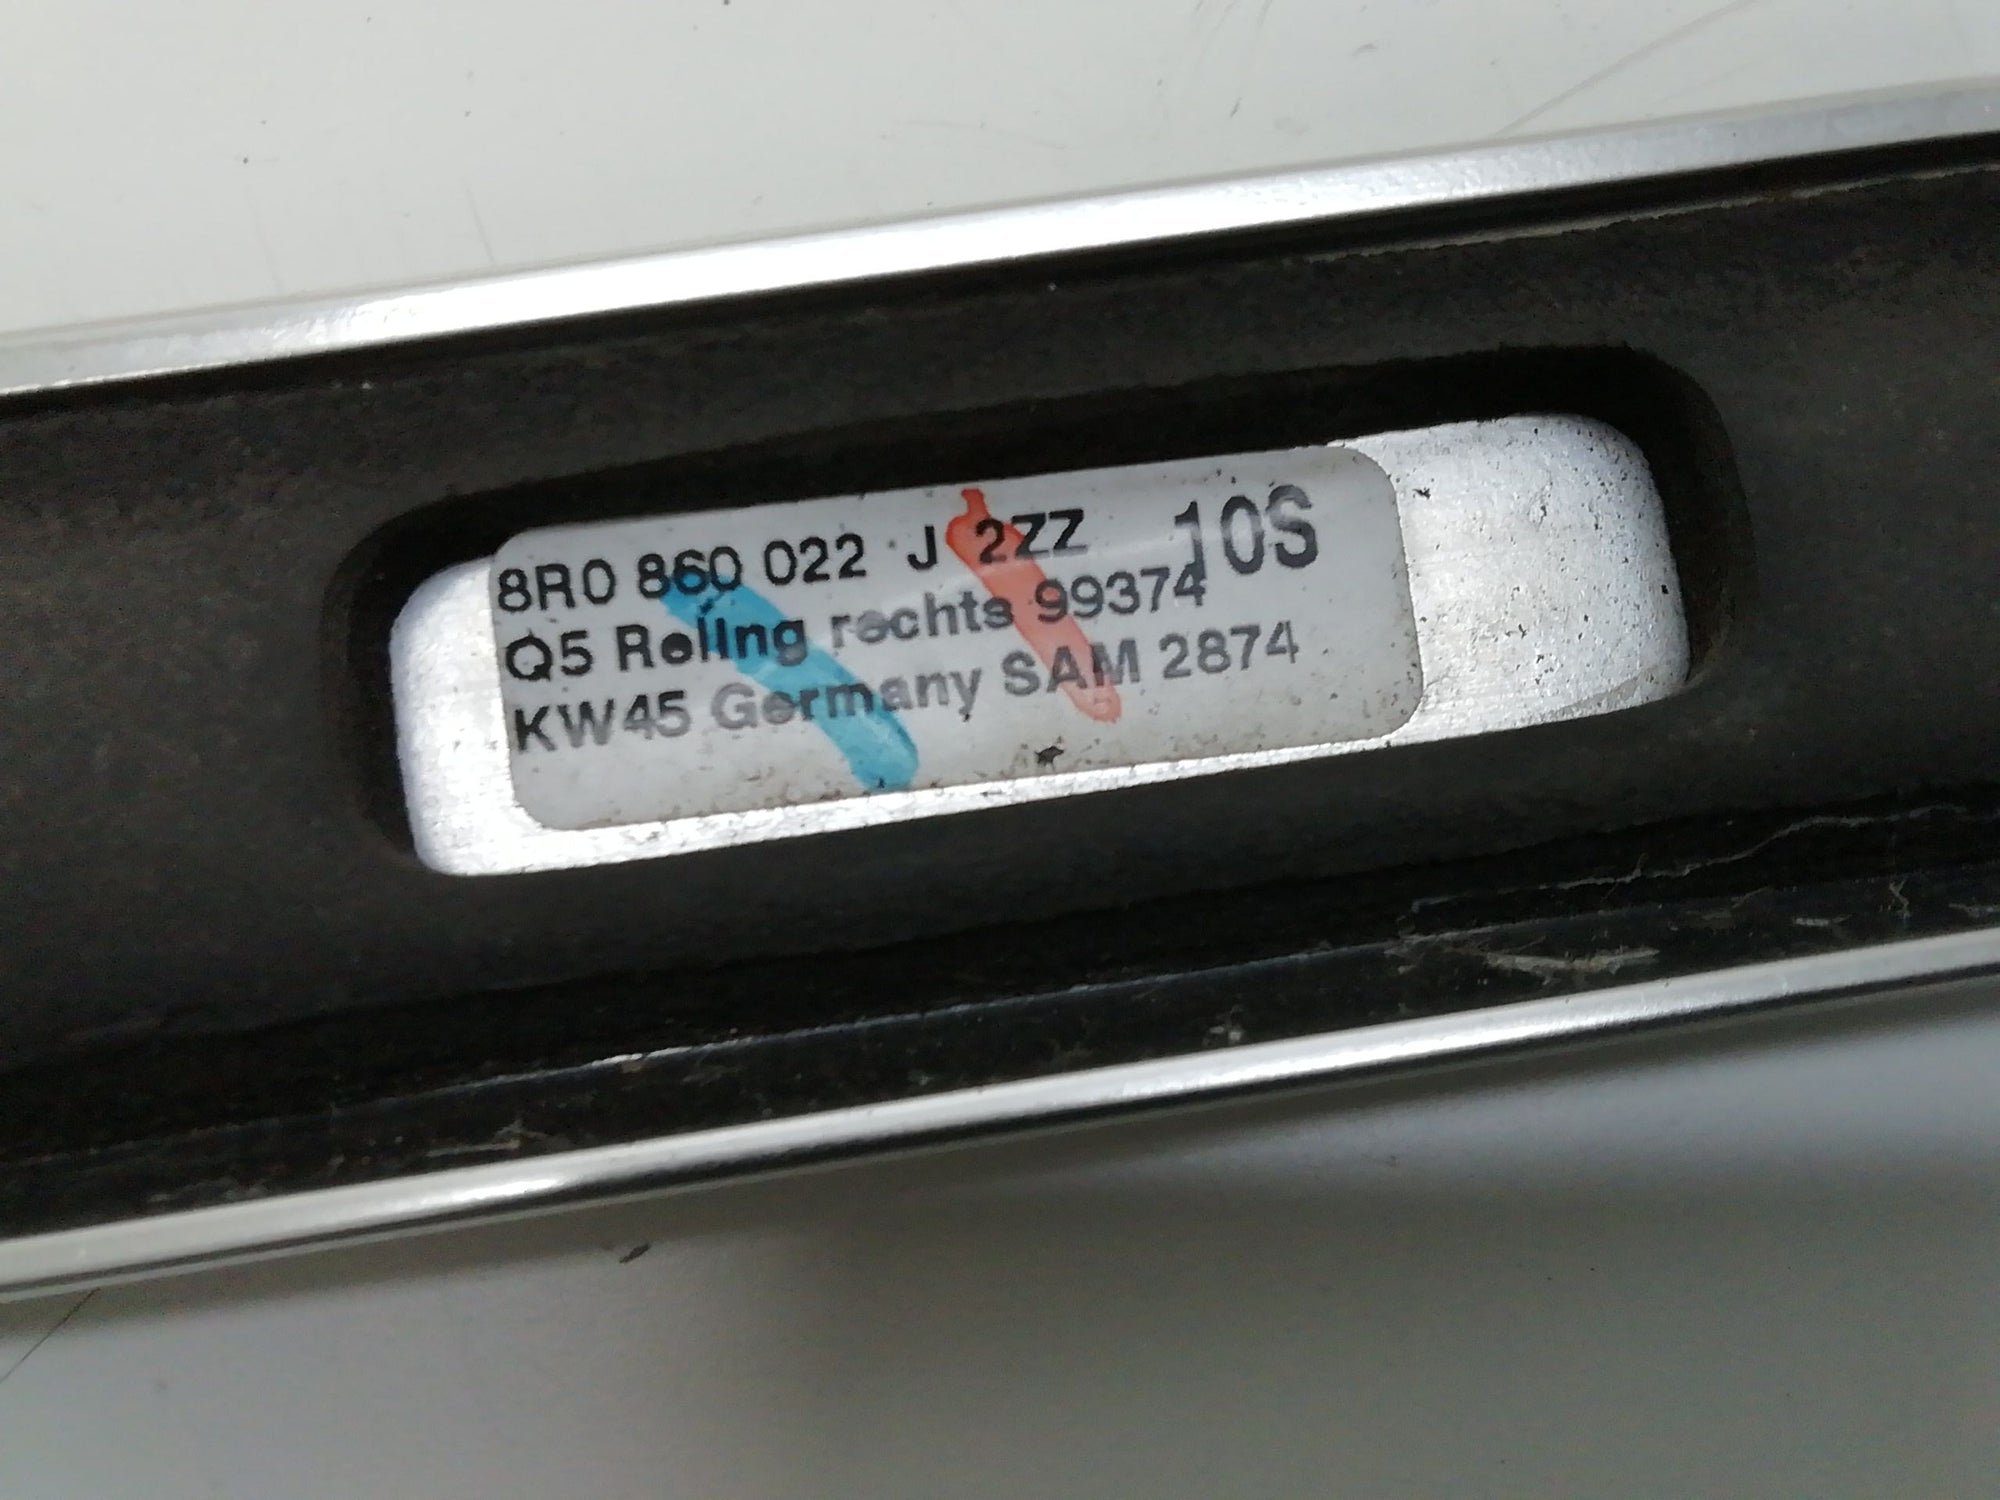 8R0 860 022 J 2ZZ 10S
Q5 Reling rechts 99374
KW45 Germany SAM 2874